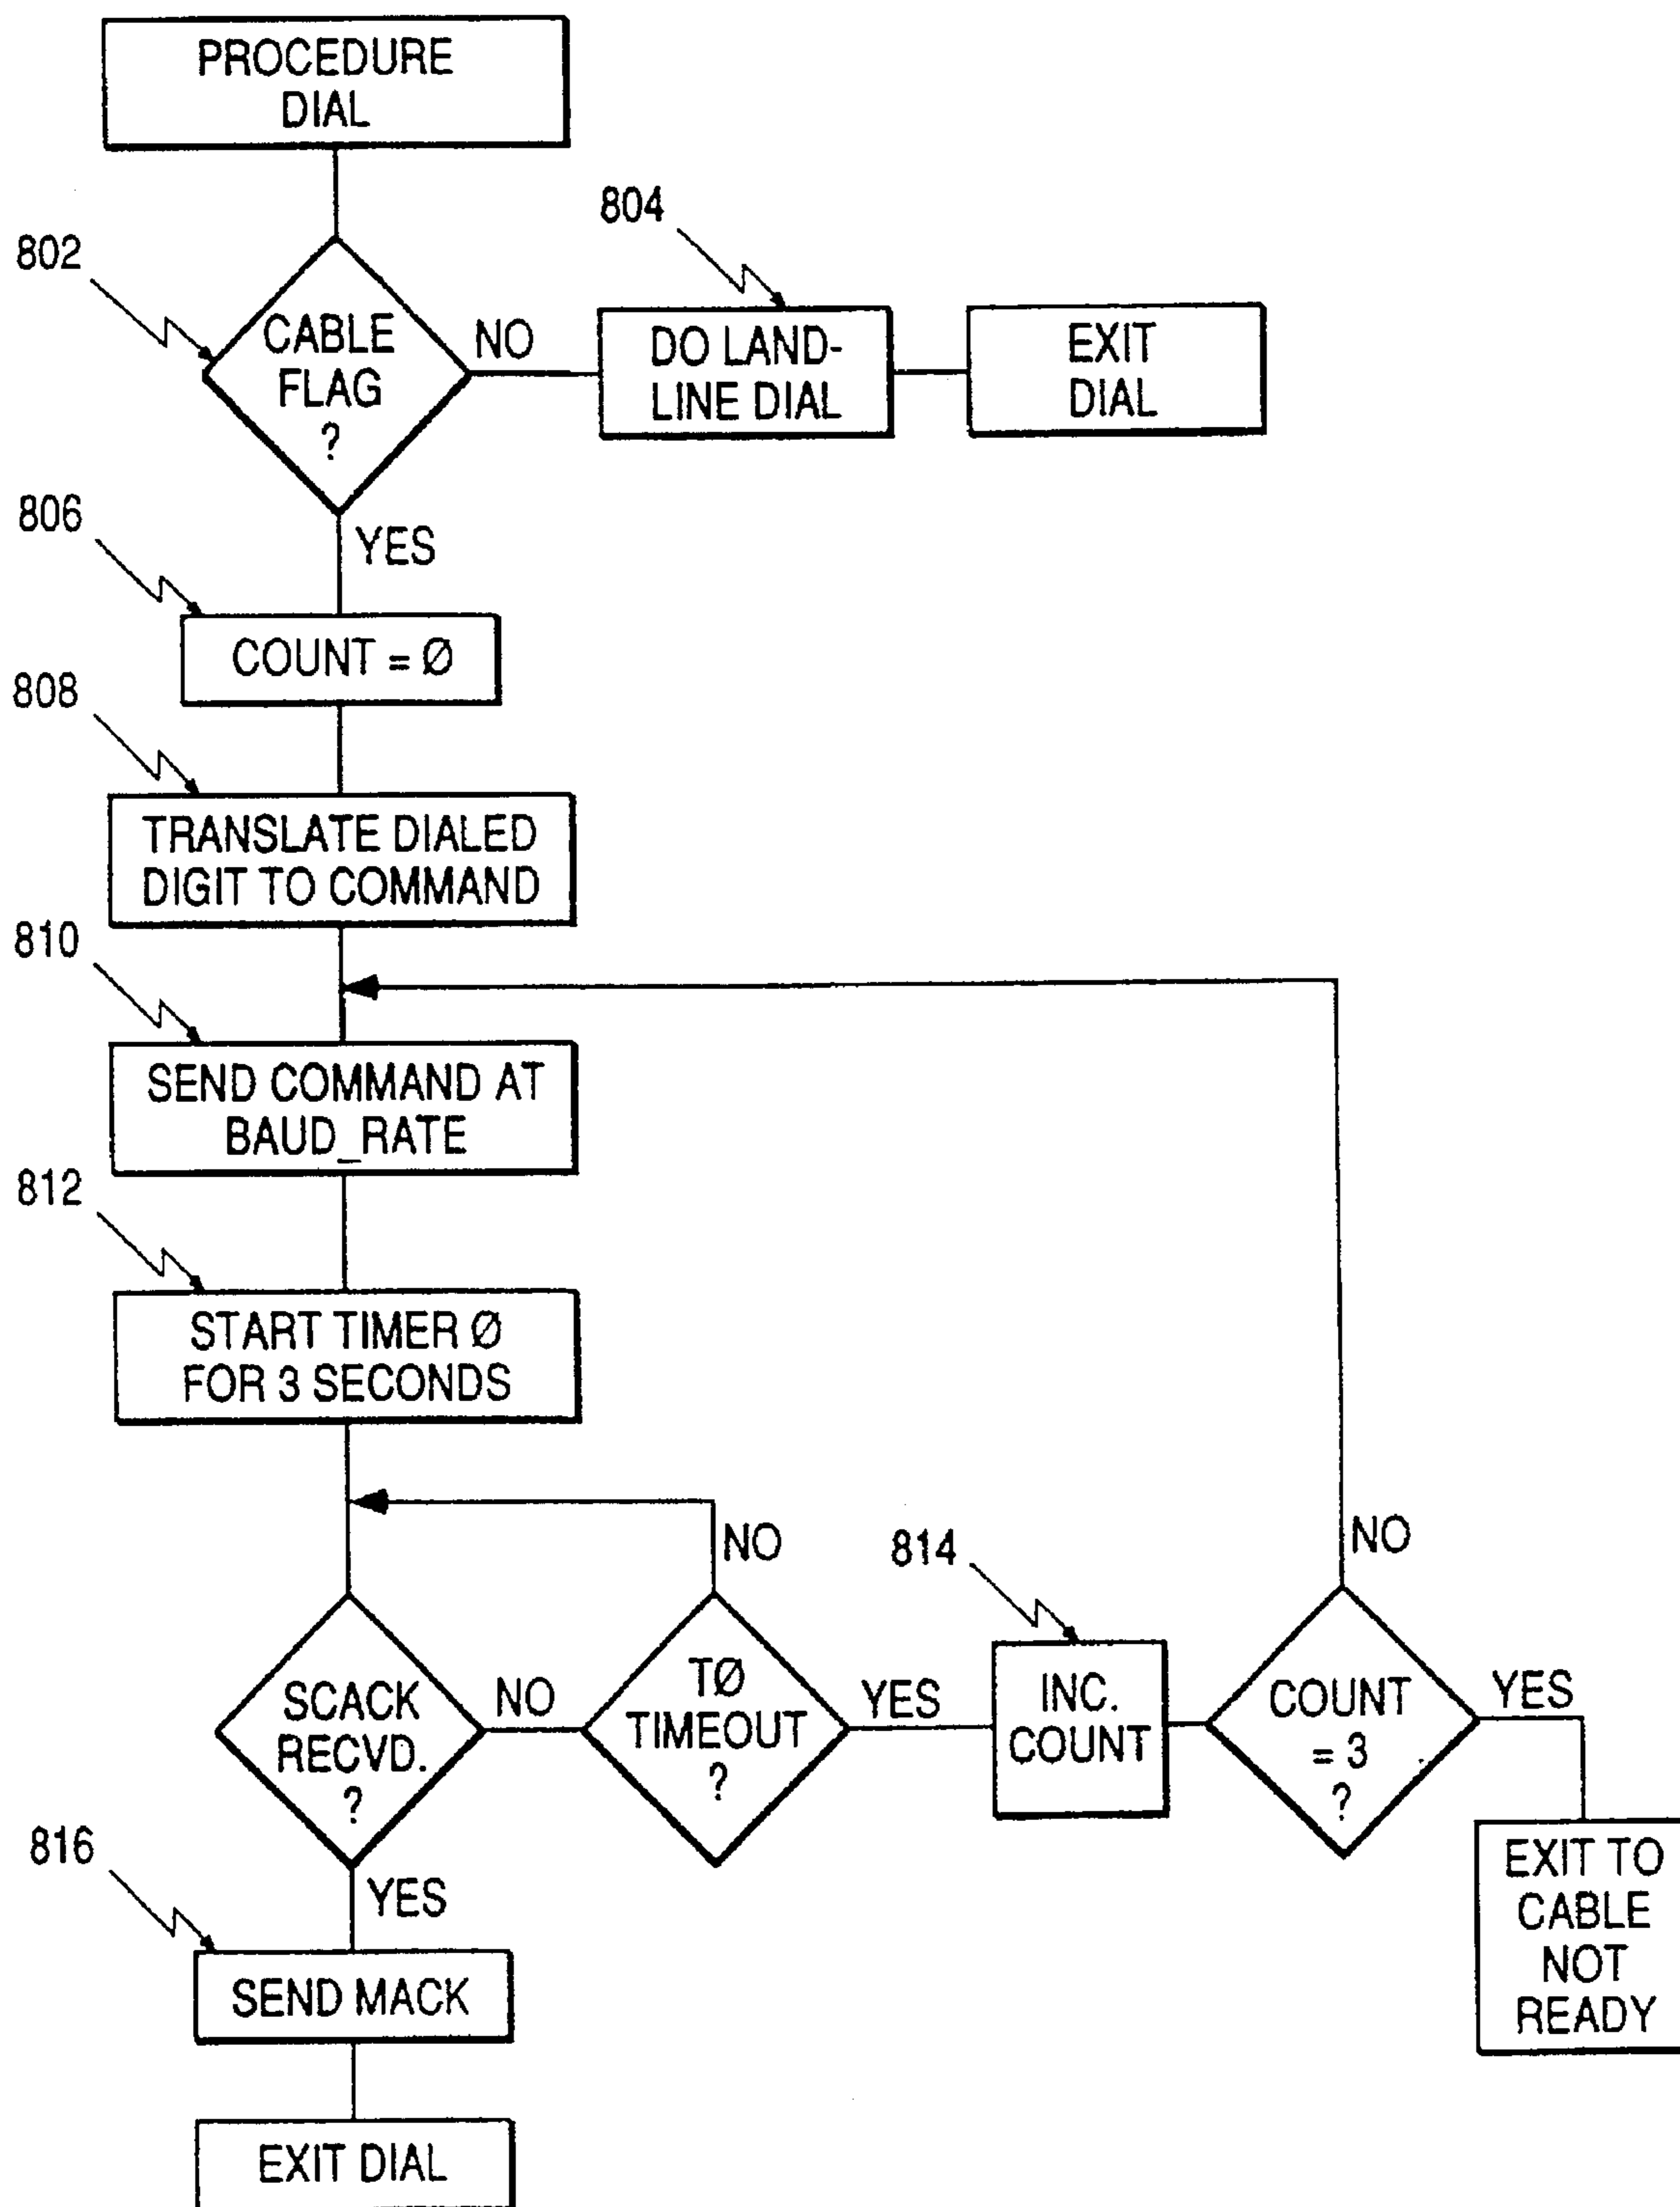 PROCEDURE
DIAL
804
802
CABLE
FLAG
?
NO
DO LAND-
LINE DIAL
EXIT
DIAL
YES
806
COUNT = Ø
808
TRANSLATE DIALED
DIGIT TO COMMAND
810
SEND COMMAND AT
BAUD_RATE
812
START TIMER Ø
FOR 3 SECONDS
SCACK
RECVD.
?
NO
TØ
TIMEOUT
?
NO
YES
814
INC.
COUNT
COUNT
= 3
?
NO
YES
EXIT TO
CABLE
NOT
READY
816
YES
SEND MACK
EXIT DIAL